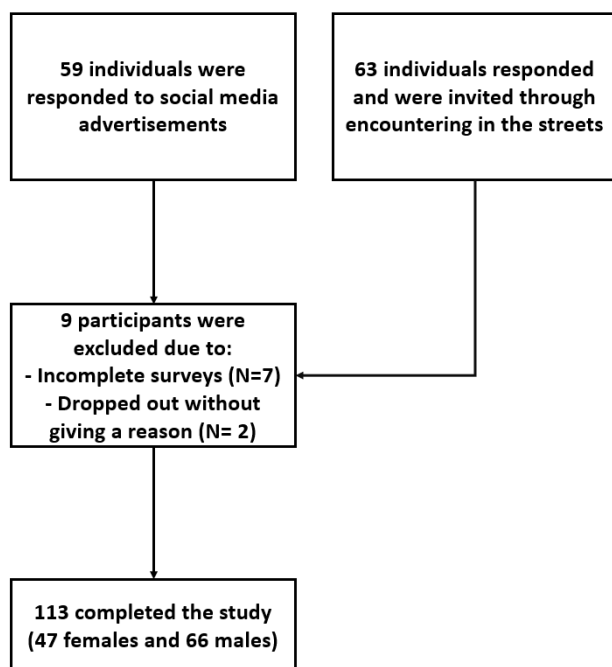 59 individuals were
responded to social media
advertisements
63 individuals responded
and were invited through
encountering in the streets
9 participants were
excluded due to:
- Incomplete surveys (N=7)
- Dropped out without
giving a reason (N= 2)
113 completed the study
(47 females and 66 males)